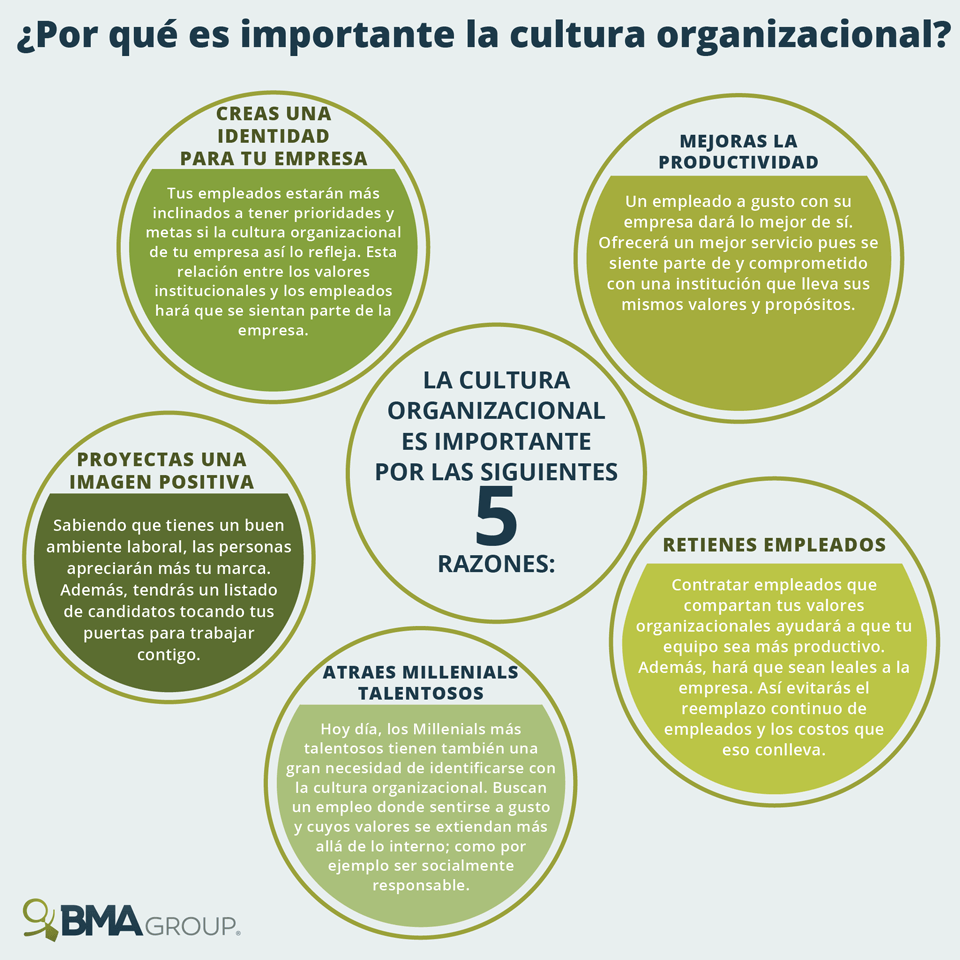 ¿Por qué es importante la cultura organizacional?
CREAS UNA
IDENTIDAD
PARA TU EMPRESA
Tus empleados estarán más
inclinados a tener prioridades y
metas si la cultura organizacional
de tu empresa así lo refleja. Esta
relación entre los valores
institucionales y los empleados
hará que se sientan parte de la
empresa.
MEJORAS LA
PRODUCTIVIDAD
Un empleado a gusto con su
empresa dará lo mejor de sí.
Ofrecerá un mejor servicio pues se
siente parte de y comprometido
con una institución que lleva sus
mismos valores y propósitos.
LA CULTURA
ORGANIZACIONAL
ES IMPORTANTE
POR LAS SIGUIENTES
5
RAZONES:
PROYECTAS UNA
IMAGEN POSITIVA
Sabiendo que tienes un buen
ambiente laboral, las personas
apreciarán más tu marca.
Además, tendrás un listado
de candidatos tocando tus
puertas para trabajar
contigo.
RETIENES EMPLEADOS
Contratar empleados que
compartan tus valores
organizacionales ayudará a que tu
equipo sea más productivo.
Además, hará que sean leales a la
empresa. Así evitarás el
reemplazo continuo de
empleados y los costos que
eso conlleva.
ATRAES MILLENIALS
TALENTOSOS
Hoy día, los Millenials más
talentosos tienen también una
gran necesidad de identificarse con
la cultura organizacional. Buscan
un empleo donde sentirse a gusto
y cuyos valores se extiendan más
allá de lo interno; como por
ejemplo ser socialmente
responsable.
BMA GROUP®